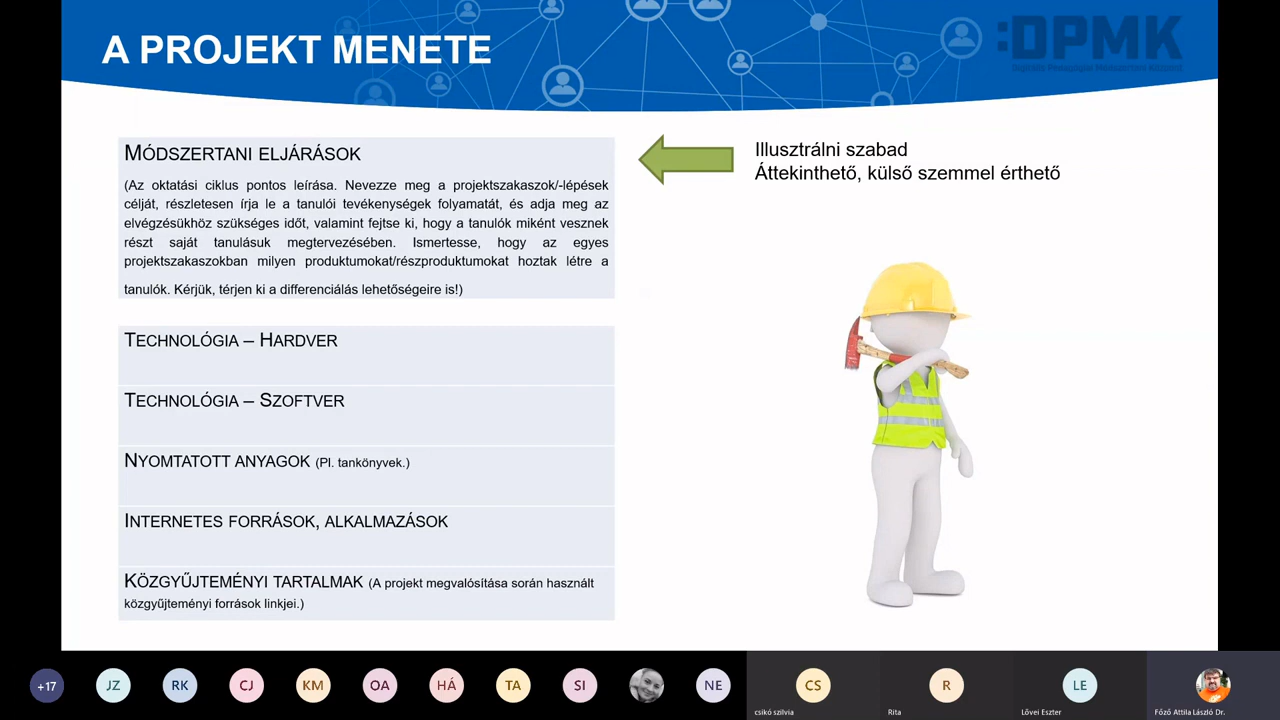 A PROJEKT MENETE
:DPMK
Digitális Pedagógiai Módszertani Központ
MÓDSZERTANI ELJÁRÁSOK
(Az oktatási ciklus pontos leírása. Nevezze meg a projektszakaszok/-lépések
célját, részletesen írja le a tanulói tevékenységek folyamatát, és adja meg az
elvégzésükhöz szükséges időt, valamint fejtse ki, hogy a tanulók miként vesznek
részt saját tanulásuk megtervezésében. Ismertesse, hogy az egyes
projektszakaszokban milyen produktumokat/részproduktumokat hoztak létre a
tanulók. Kérjük, térjen ki a differenciálás lehetőségeire is!)
Illusztrálni szabad
Áttekinthető, külső szemmel érthető
TECHNOLÓGIA – HARDVER
TECHNOLÓGIA – SZOFTVER
NYOMTATOTT ANYAGOK (Pl. tankönyvek.)
INTERNETES FORRÁSOK, ALKALMAZÁSOK
KÖZGYŰJTEMÉNYI TARTALMAK (A projekt megvalósítása során használt
közgyűjteményi források linkjei.)
+17 JZ RK CJ KM OA HÁ TA SI NE CS R LE
csikó szilvia Rita Lővei Eszter Főző Attila László Dr.